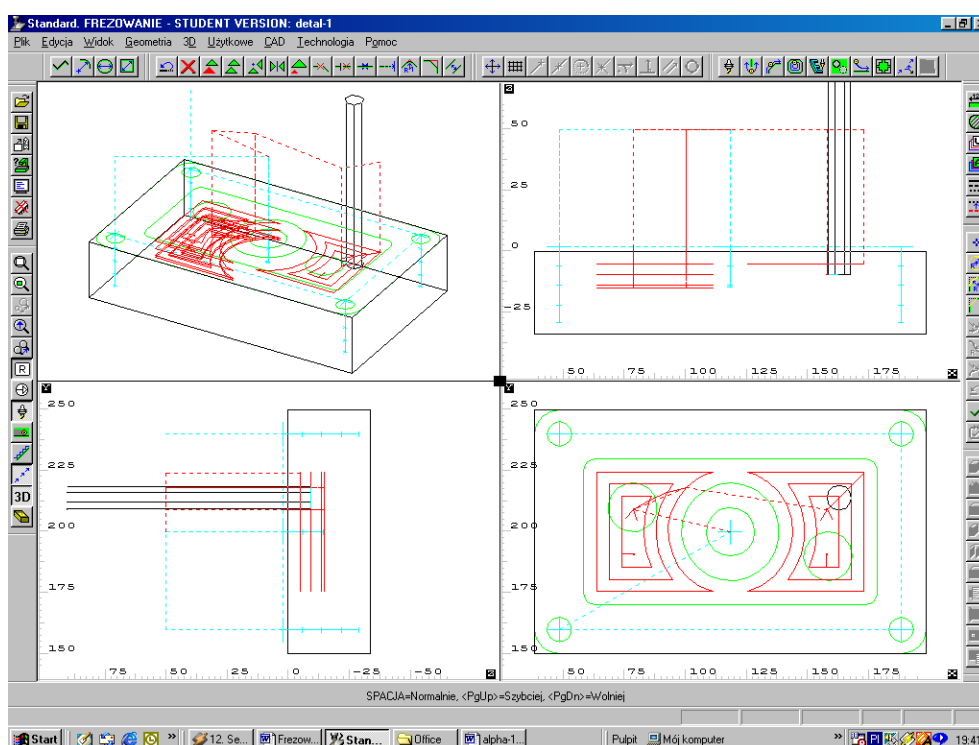 Standard. FREZOWANIE - STUDENT VERSION: detal-1
Plik Edycja Widok Geometria 3D Użytkowe CAD Technologia Pomoc
50
25
0
-25
50 75 100 125 150 175
250
225
200
175
150
75 50 25 0 -25 -50
250
225
200
175
150
50 75 100 125 150 175
R
3D
SPACJA=Normalnie, <PgUp>=Szybciej, <PgDn>=Wolniej
Start » 12. Se... Frezow... Stan... Office alpha-1... Pulpit Mój komputer »